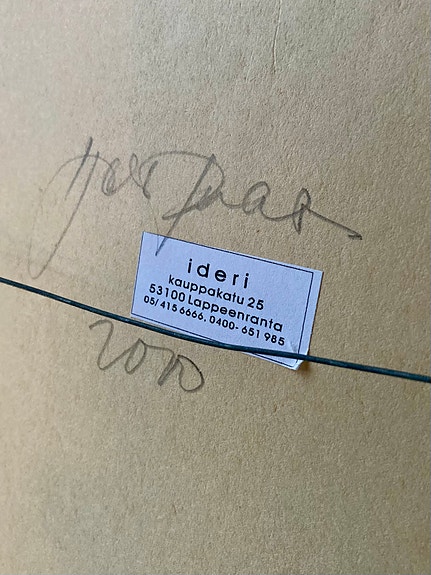 ideri
kauppakatu 25
53100 Lappeenranta
05/ 415 6666, 0400- 651 985
2000